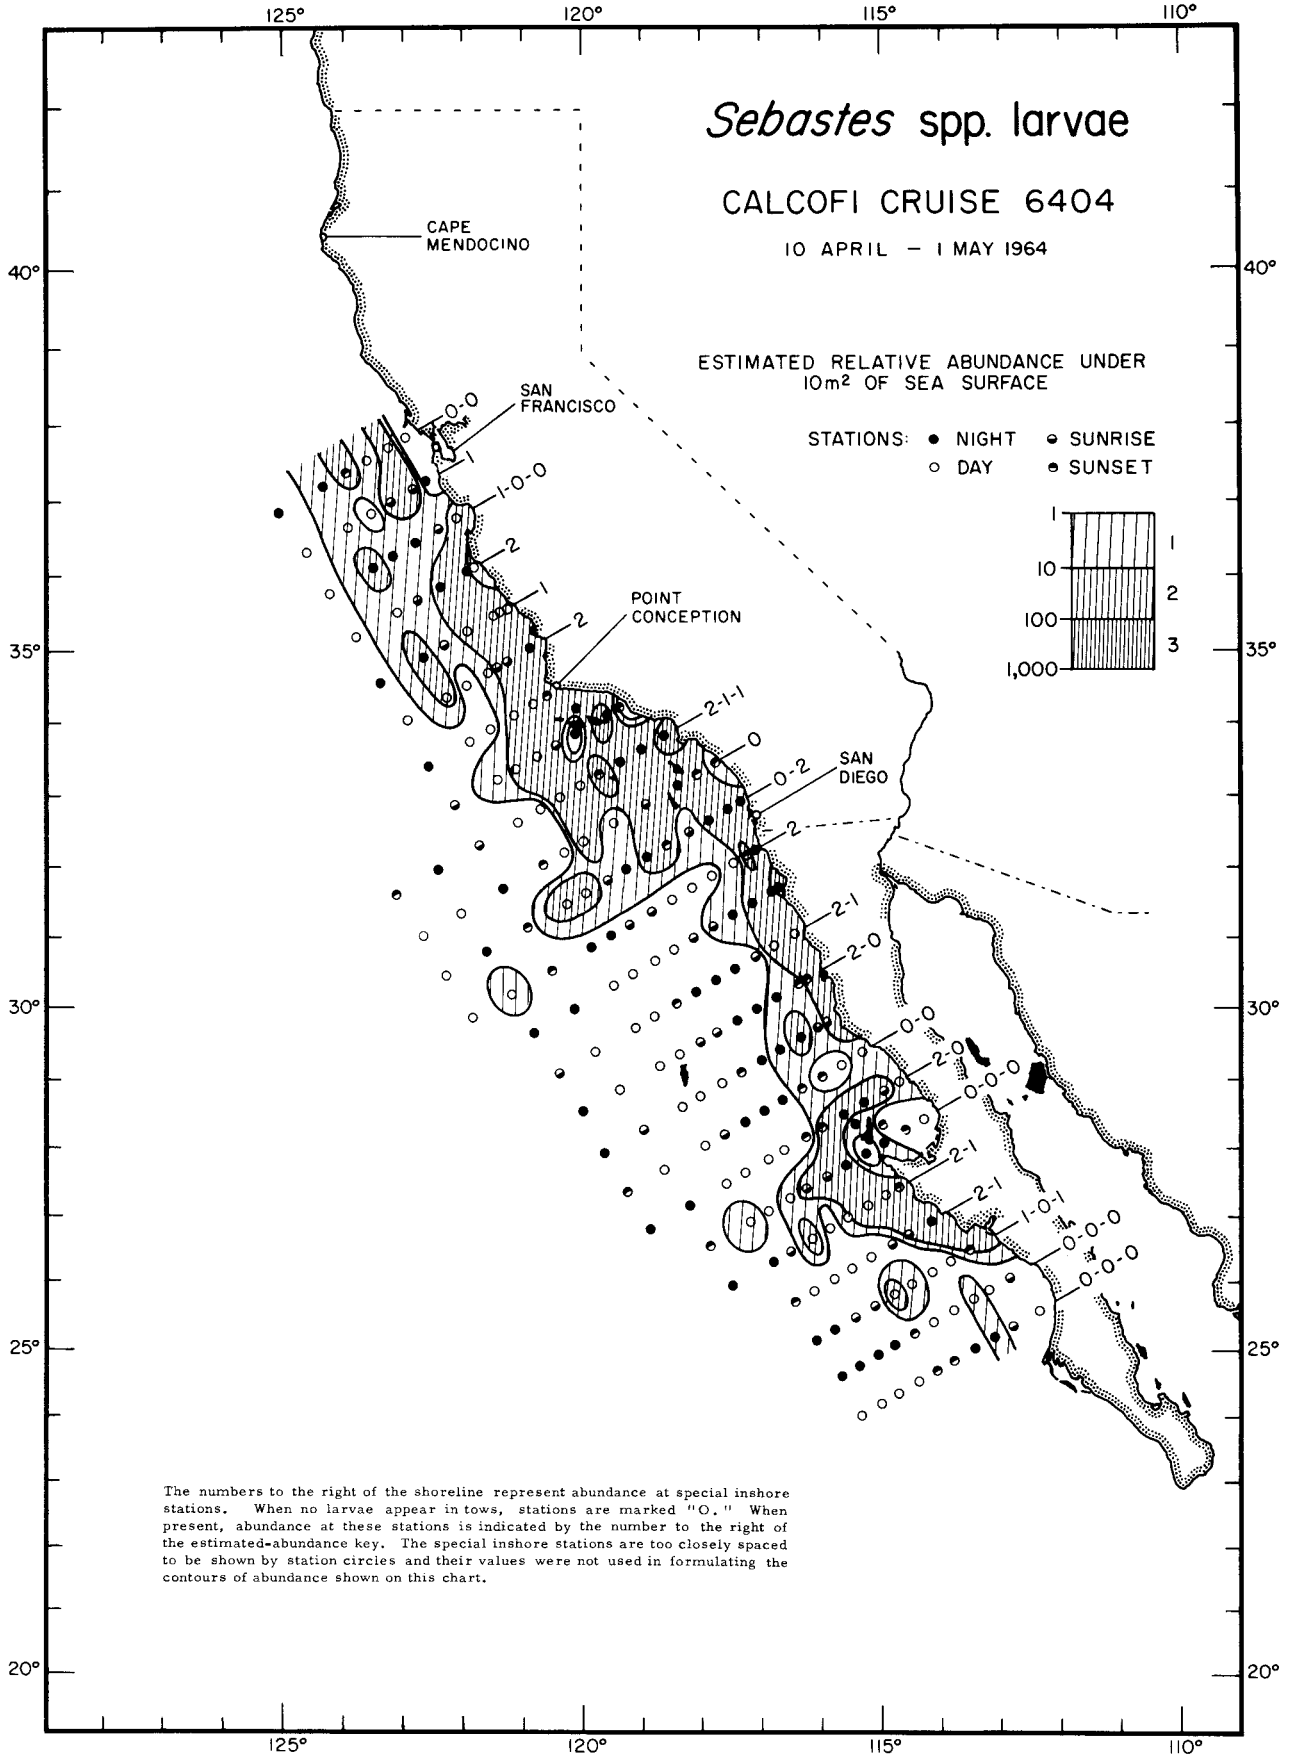 125°
120°
115°
110°
Sebastes spp. larvae
CALCOFI CRUISE 6404
10 APRIL – 1 MAY 1964
CAPE
MENDOCINO
40°
40°
ESTIMATED RELATIVE ABUNDANCE UNDER
10m² OF SEA SURFACE
STATIONS: ● NIGHT SUNRISE
○ DAY SUNSET
0-0
SAN
FRANCISCO
1
1-0-0
1
10
100
1,000
1
2
3
2
1
2
POINT
CONCEPTION
35°
35°
2-1-1
0
0-2
SAN
DIEGO
2
2-1
2-0
30°
30°
0-0
2-0
0-0-0
2-1
2-1
1-0-1
0-0-0
0-0-0
25°
25°
The numbers to the right of the shoreline represent abundance at special inshore
stations. When no larvae appear in tows, stations are marked "O." When
present, abundance at these stations is indicated by the number to the right of
the estimated-abundance key. The special inshore stations are too closely spaced
to be shown by station circles and their values were not used in formulating the
contours of abundance shown on this chart.
20°
20°
125°
120°
115°
110°